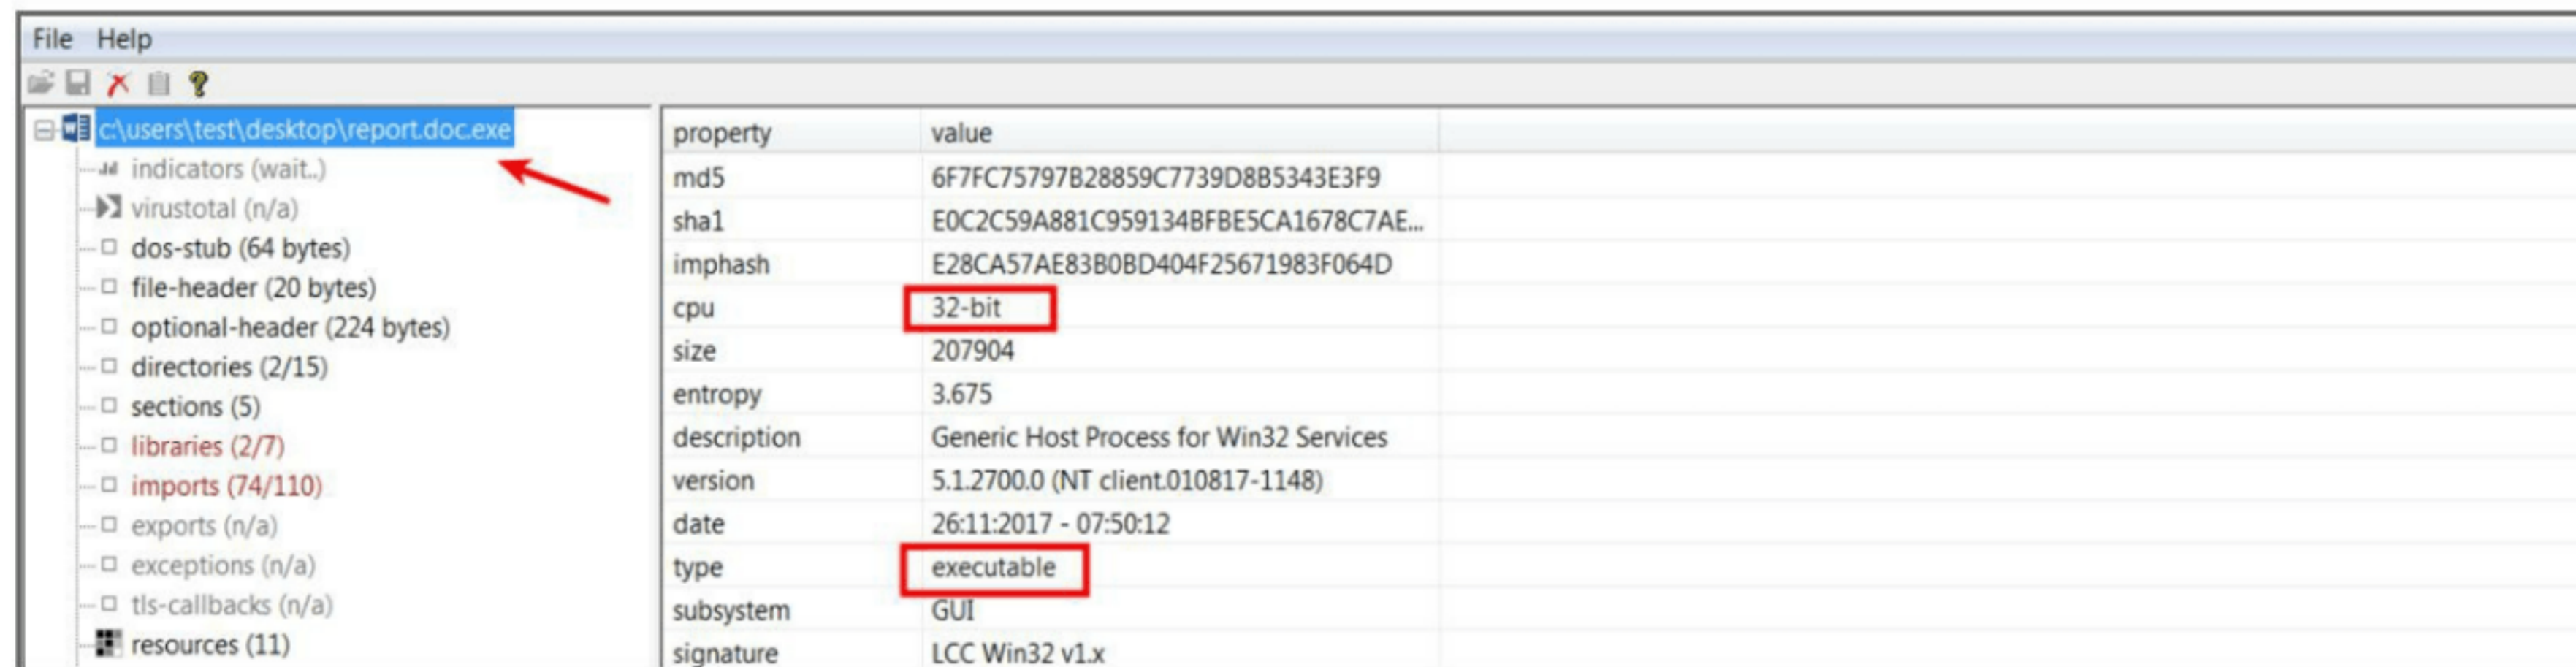 File Help
c:\users\test\desktop\report.doc.exe
indicators (wait..)
virustotal (n/a)
dos-stub (64 bytes)
file-header (20 bytes)
optional-header (224 bytes)
directories (2/15)
sections (5)
libraries (2/7)
imports (74/110)
exports (n/a)
exceptions (n/a)
tls-callbacks (n/a)
resources (11)
property value
md5 6F7FC75797B28859C7739D8B5343E3F9
sha1 E0C2C59A881C959134BFBE5CA1678C7AE...
imphash E28CA57AE83B0BD404F25671983F064D
cpu 32-bit
size 207904
entropy 3.675
description Generic Host Process for Win32 Services
version 5.1.2700.0 (NT client.010817-1148)
date 26:11:2017 - 07:50:12
type executable
subsystem GUI
signature LCC Win32 v1.x